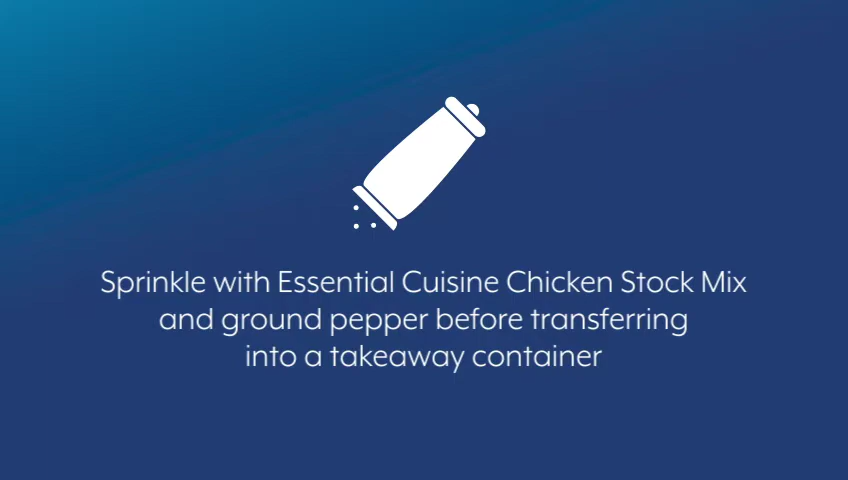 Sprinkle with Essential Cuisine Chicken Stock Mix
and ground pepper before transferring
into a takeaway container